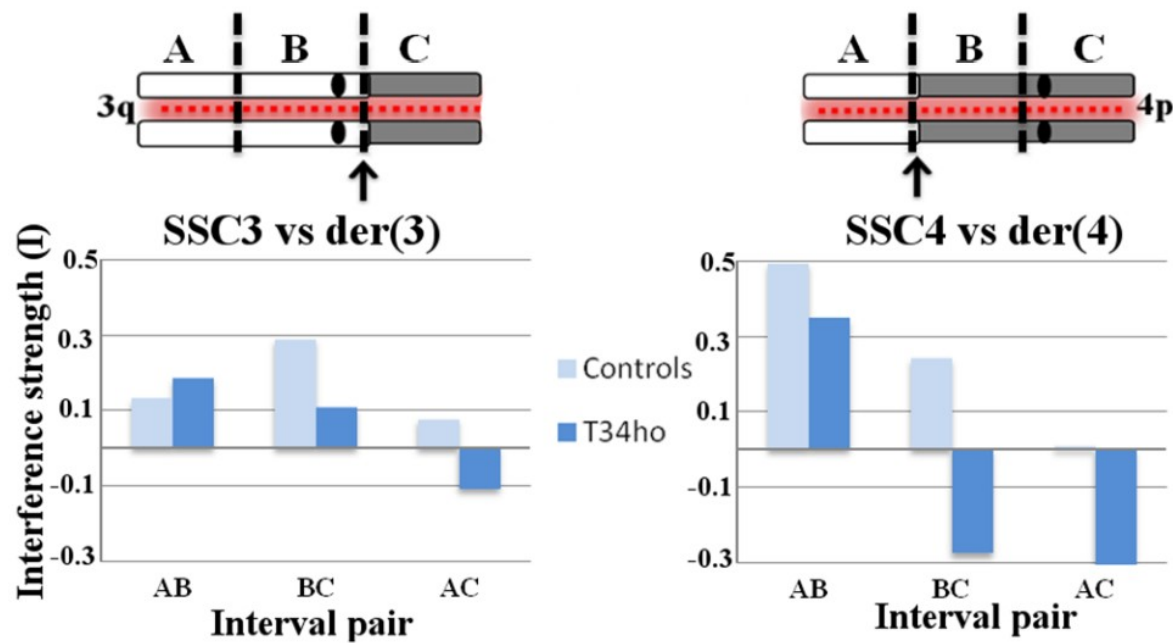 A B C
3q
SSC3 vs der(3)
Interference strength (I)
0.5
0.3
0.1
-0.1
-0.3
AB BC AC
Interval pair
Controls
T34ho
A B C
4p
SSC4 vs der(4)
0.5
0.3
0.1
-0.1
-0.3
AB BC AC
Interval pair